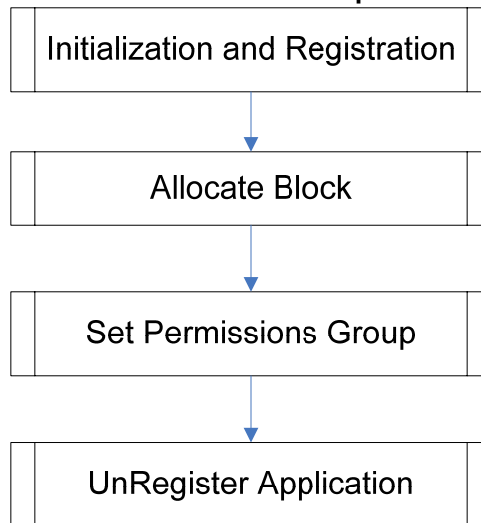 Initialization and Registration
Allocate Block
Set Permissions Group
UnRegister Application